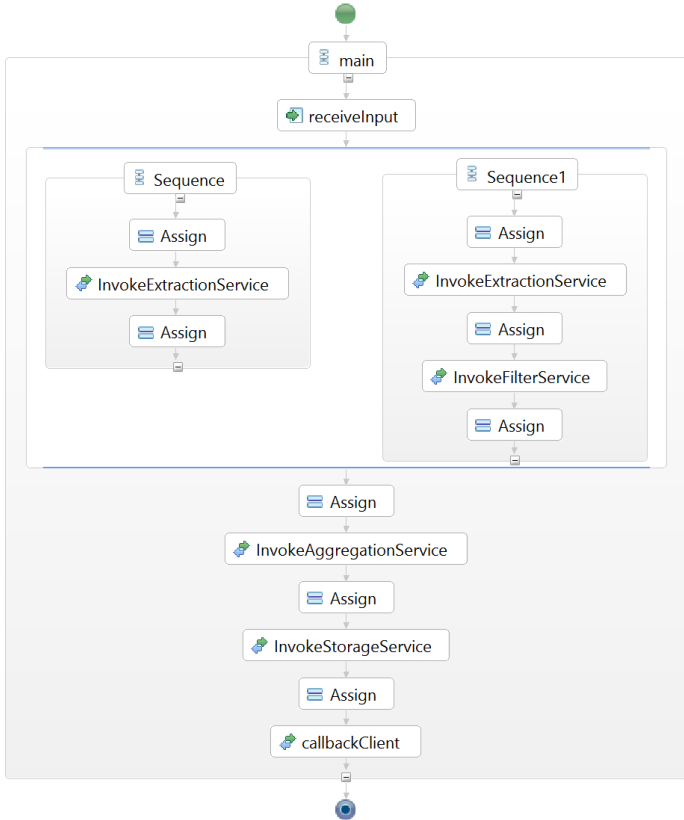 main
receiveInput
Sequence
Assign
InvokeExtractionService
Assign
Sequence1
Assign
InvokeExtractionService
Assign
InvokeFilterService
Assign
Assign
InvokeAggregationService
Assign
InvokeStorageService
Assign
callbackClient